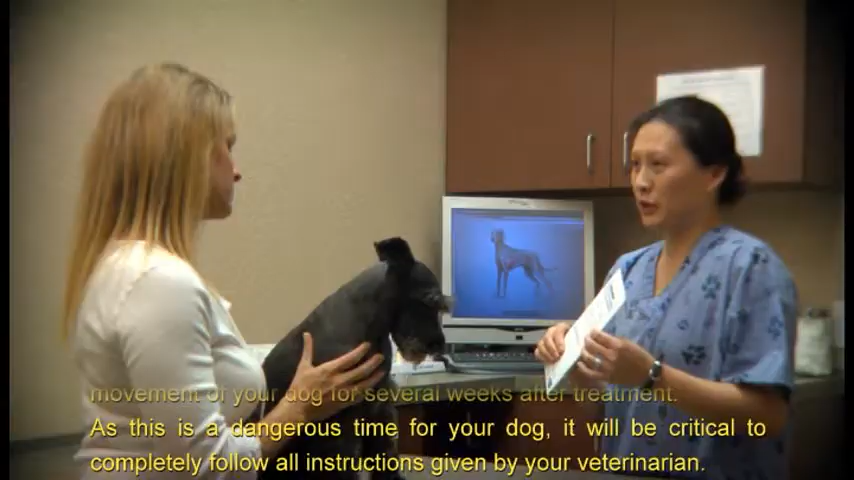 movement of your dog for several weeks after treatment.
As this is a dangerous time for your dog, it will be critical to
completely follow all instructions given by your veterinarian.